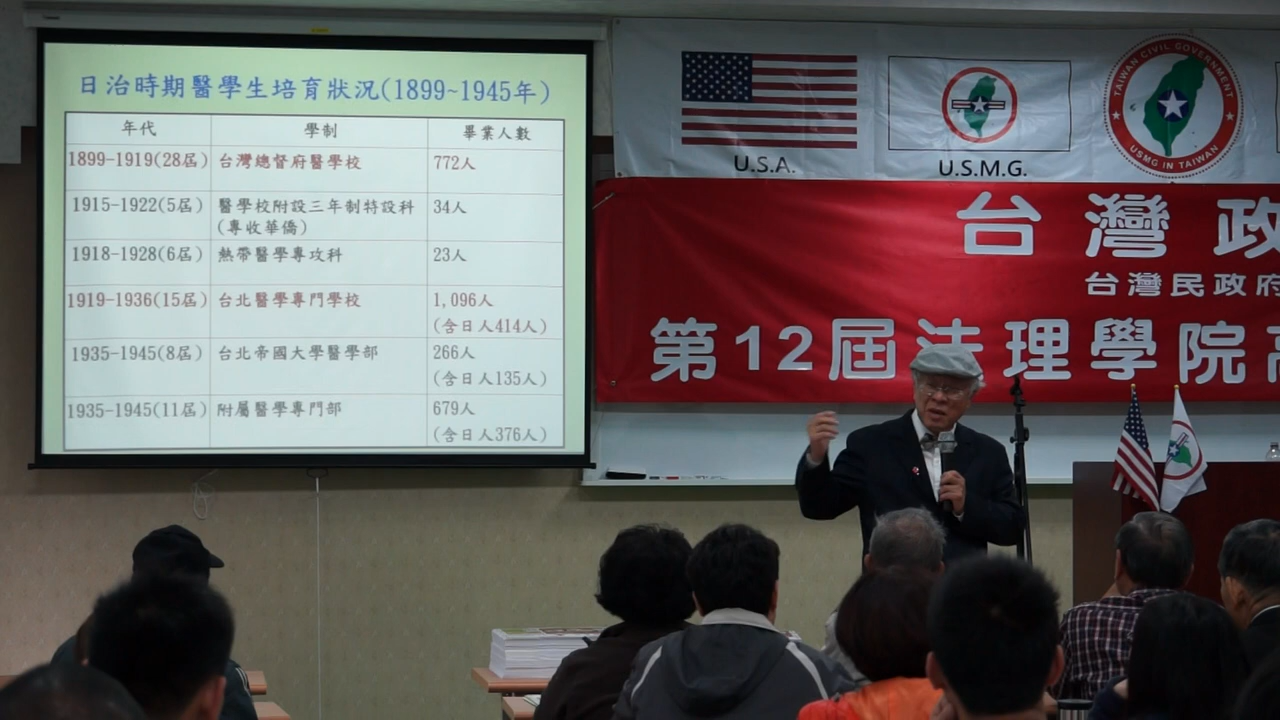 日治時期醫學生培育狀況(1899~1945年)
年代 學制 畢業人數
1899-1919(28屆) 台灣總督府醫學校 772人
1915-1922(5屆) 醫學校附設三年制特設科 34人
(專收華僑)
1918-1928(6屆) 熱帶醫學專攻科 23人
1919-1936(15屆) 台北醫學專門學校 1,096人
(含日人414人)
1935-1945(8屆) 台北帝國大學醫學部 266人
(含日人135人)
1935-1945(11屆) 附屬醫學專門部 679人
(含日人376人)
U.S.A.
U.S.M.G.
TAIWAN CIVIL GOVERNMENT
USMG IN TAIWAN
台灣政
台灣民政府
第12屆法理學院高